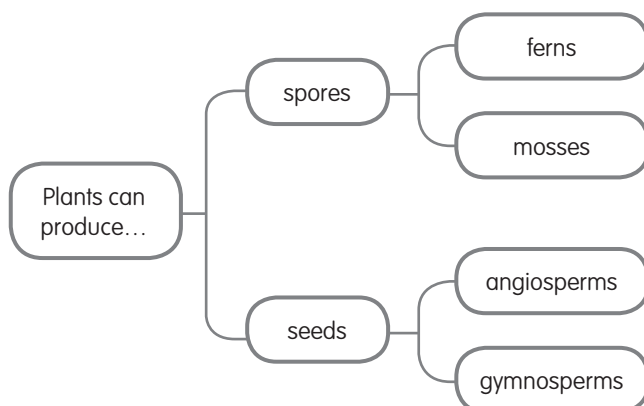 Plants can
produce…
spores
ferns
mosses
seeds
angiosperms
gymnosperms